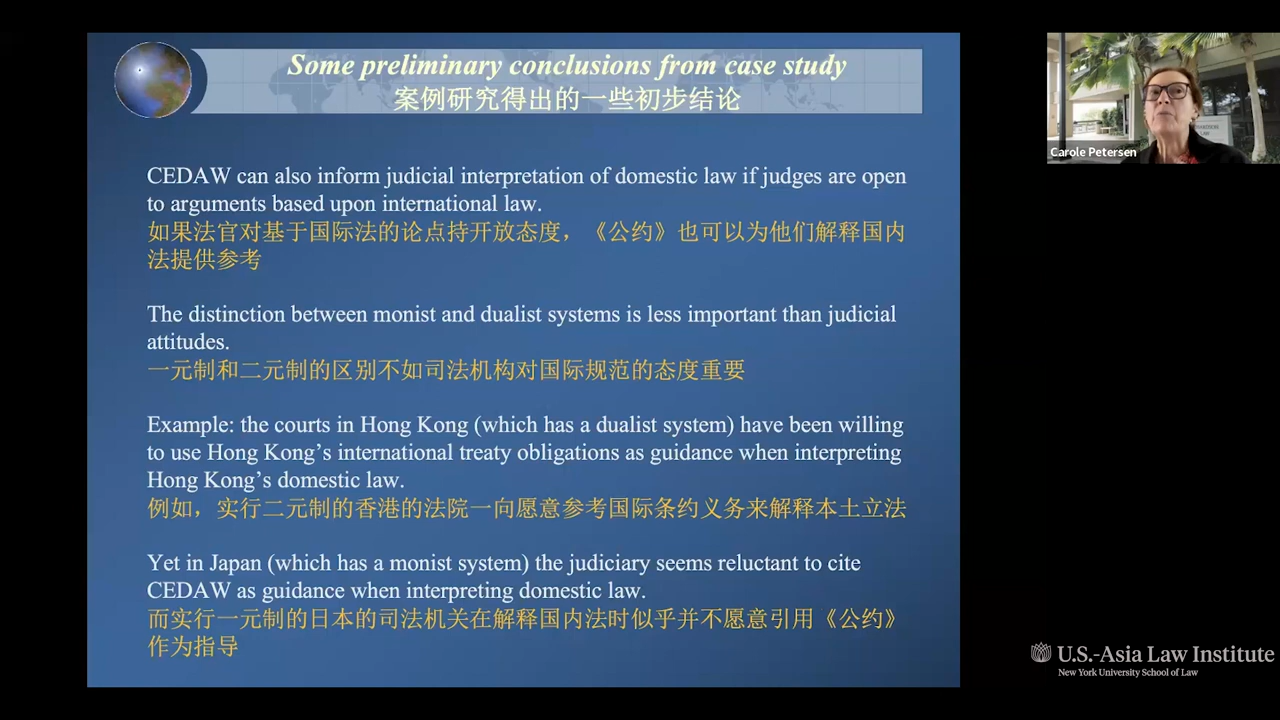 Some preliminary conclusions from case study
案例研究得出的一些初步结论
CEDAW can also inform judicial interpretation of domestic law if judges are open
to arguments based upon international law.
如果法官对基于国际法的论点持开放态度，《公约》也可以为他们解释国内
法提供参考
The distinction between monist and dualist systems is less important than judicial
attitudes.
一元制和二元制的区别不如司法机构对国际规范的态度重要
Example: the courts in Hong Kong (which has a dualist system) have been willing
to use Hong Kong’s international treaty obligations as guidance when interpreting
Hong Kong’s domestic law.
例如，实行二元制的香港的法院一向愿意参考国际条约义务来解释本土立法
Yet in Japan (which has a monist system) the judiciary seems reluctant to cite
CEDAW as guidance when interpreting domestic law.
而实行一元制的日本的司法机关在解释国内法时似乎并不愿意引用《公约》
作为指导
Carole Petersen
U.S.-Asia Law Institute
New York University School of Law